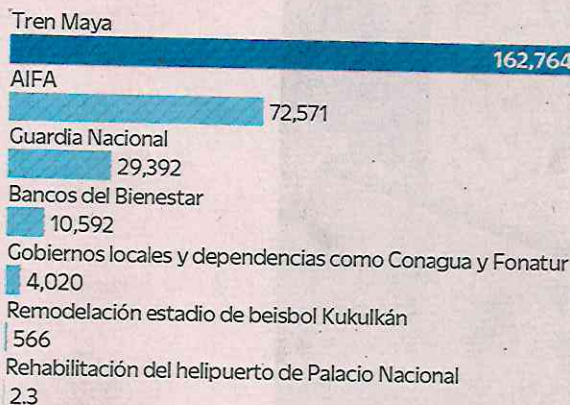 Tren Maya
162,764
AIFA
72,571
Guardia Nacional
29,392
Bancos del Bienestar
10,592
Gobiernos locales y dependencias como Conagua y Fonatur
4,020
Remodelación estadio de beisbol Kukulkán
566
Rehabilitación del helipuerto de Palacio Nacional
2.3